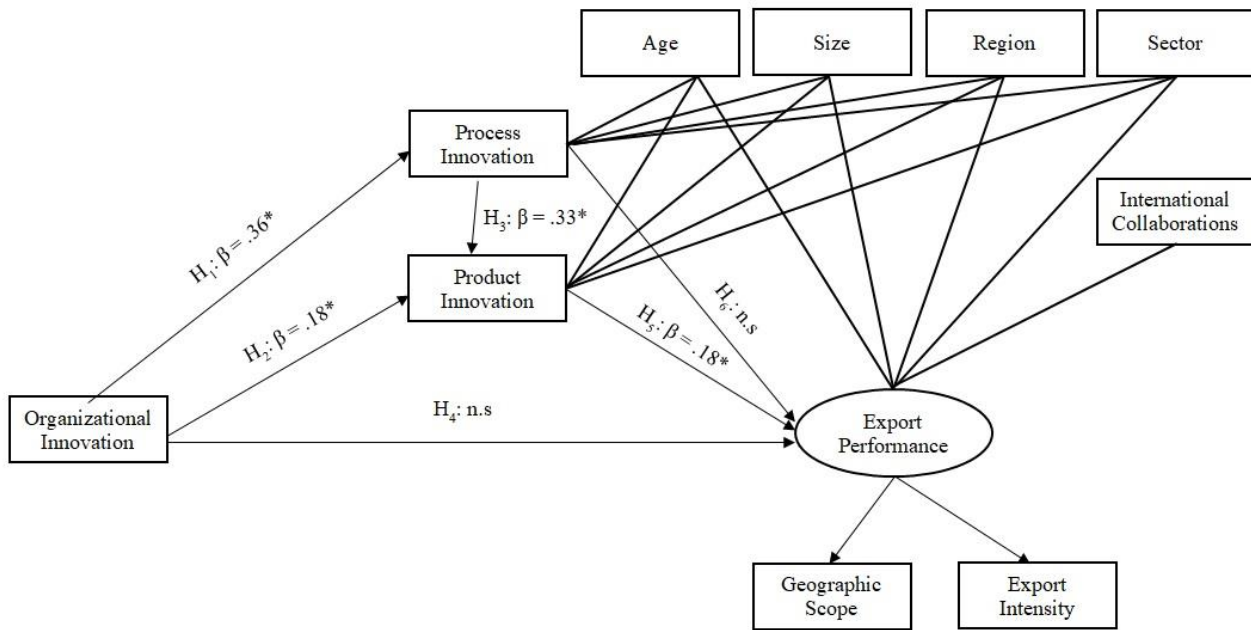 Age
Size
Region
Sector
Process
Innovation
International
Collaborations
H1: β = .36*
H3: β = .33*
Product
Innovation
H2: β = .18*
H5: β = .18*
H6: n.s
Organizational
Innovation
H4: n.s
Export
Performance
Geographic
Scope
Export
Intensity